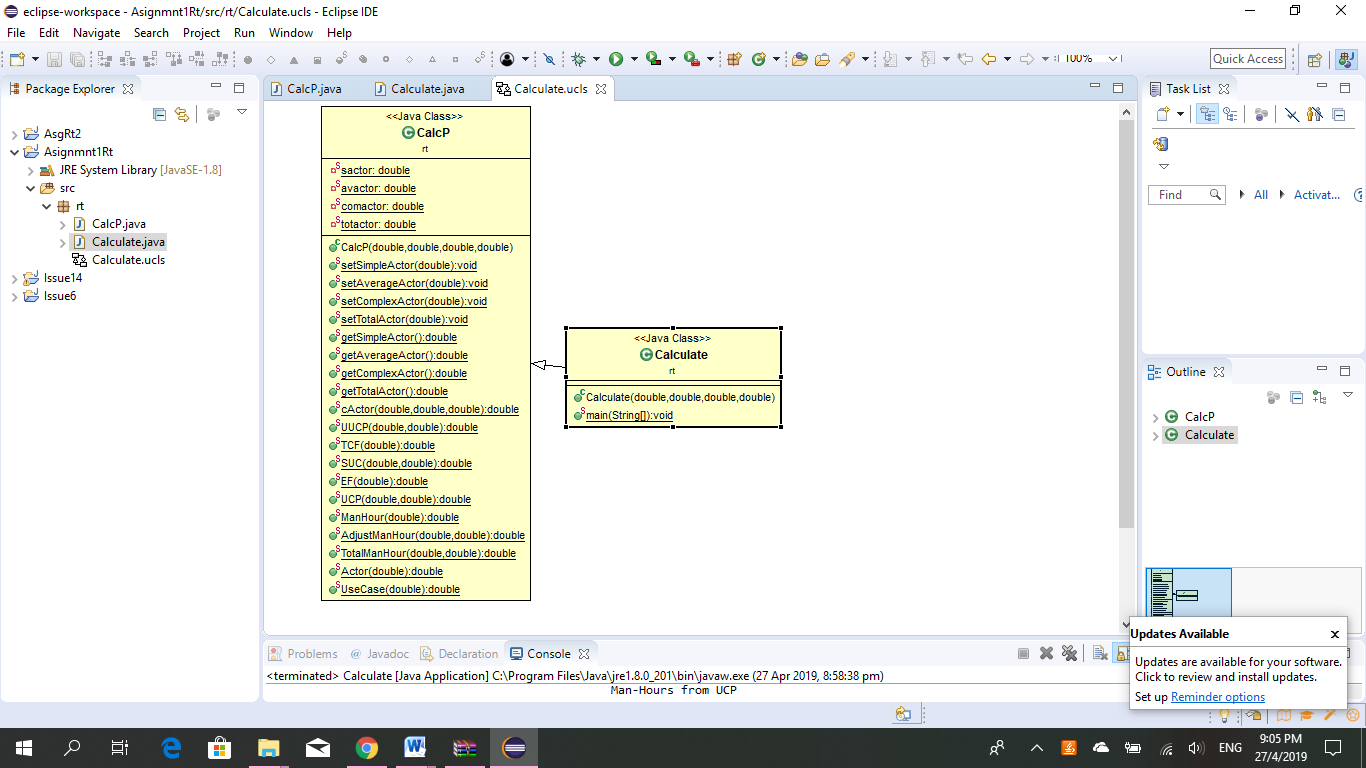 eclipse-workspace - Asignmnt1Rt/src/rt/Calculate.ucls - Eclipse IDE
File Edit Navigate Search Project Run Window Help
100%
Quick Access
Package Explorer
AsgRt2
Asignmnt1Rt
JRE System Library [JavaSE-1.8]
src
rt
CalcP.java
Calculate.java
Calculate.ucls
Issue14
Issue6
CalcP.java
Calculate.java
Calculate.ucls
<<Java Class>>
CalcP
rt
sactor: double
avactor: double
comactor: double
totactor: double
CalcP(double,double,double,double)
setSimpleActor(double):void
setAverageActor(double):void
setComplexActor(double):void
setTotalActor(double):void
getSimpleActor():double
getAverageActor():double
getComplexActor():double
getTotalActor():double
cActor(double,double,double):double
UUCP(double,double):double
TCF(double):double
SUC(double,double):double
EF(double):double
UCP(double,double):double
ManHour(double):double
AdjustManHour(double,double):double
TotalManHour(double,double):double
Actor(double):double
UseCase(double):double
<<Java Class>>
Calculate
rt
Calculate(double,double,double,double)
main(String[]):void
Task List
Find
All
Activat...
Outline
CalcP
Calculate
Problems
@ Javadoc
Declaration
Console
<terminated> Calculate [Java Application] C:\Program Files\Java\jre1.8.0_201\bin\javaw.exe (27 Apr 2019, 8:58:38 pm)
Man-Hours from UCP
Updates Available
Updates are available for your software.
Click to review and install updates.
Set up Reminder options
ENG
9:05 PM
27/4/2019